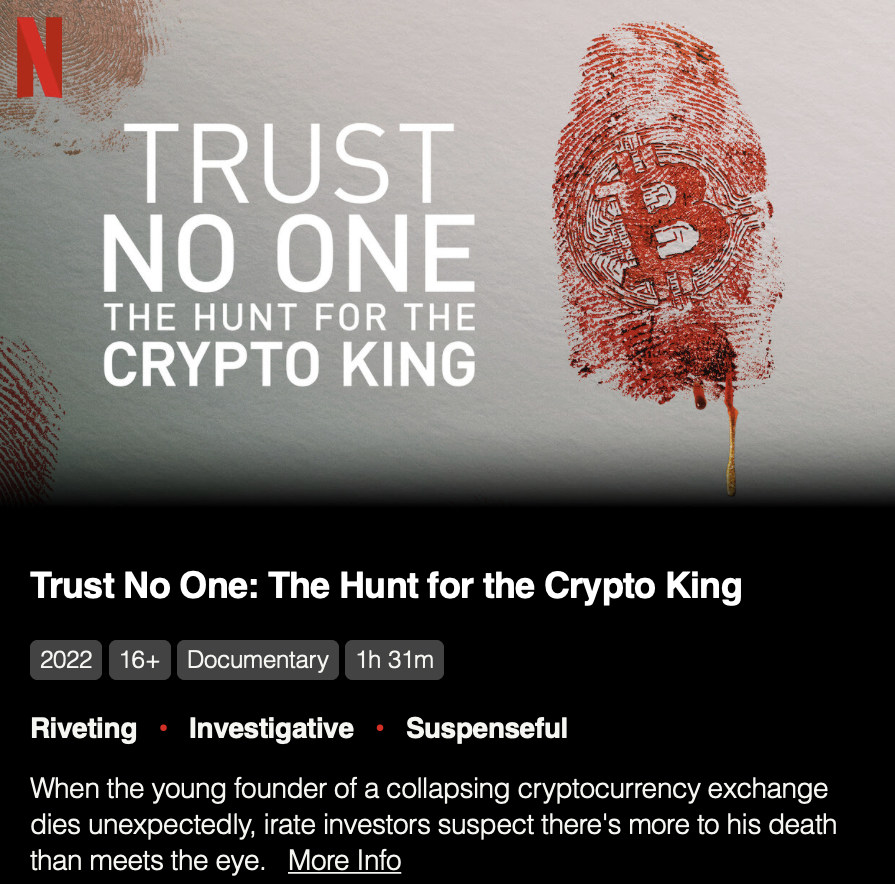 N
TRUST
NO ONE
THE HUNT FOR THE
CRYPTO KING
Trust No One: The Hunt for the Crypto King
2022 16+ Documentary 1h 31m
Riveting • Investigative • Suspenseful
When the young founder of a collapsing cryptocurrency exchange
dies unexpectedly, irate investors suspect there's more to his death
than meets the eye. More Info